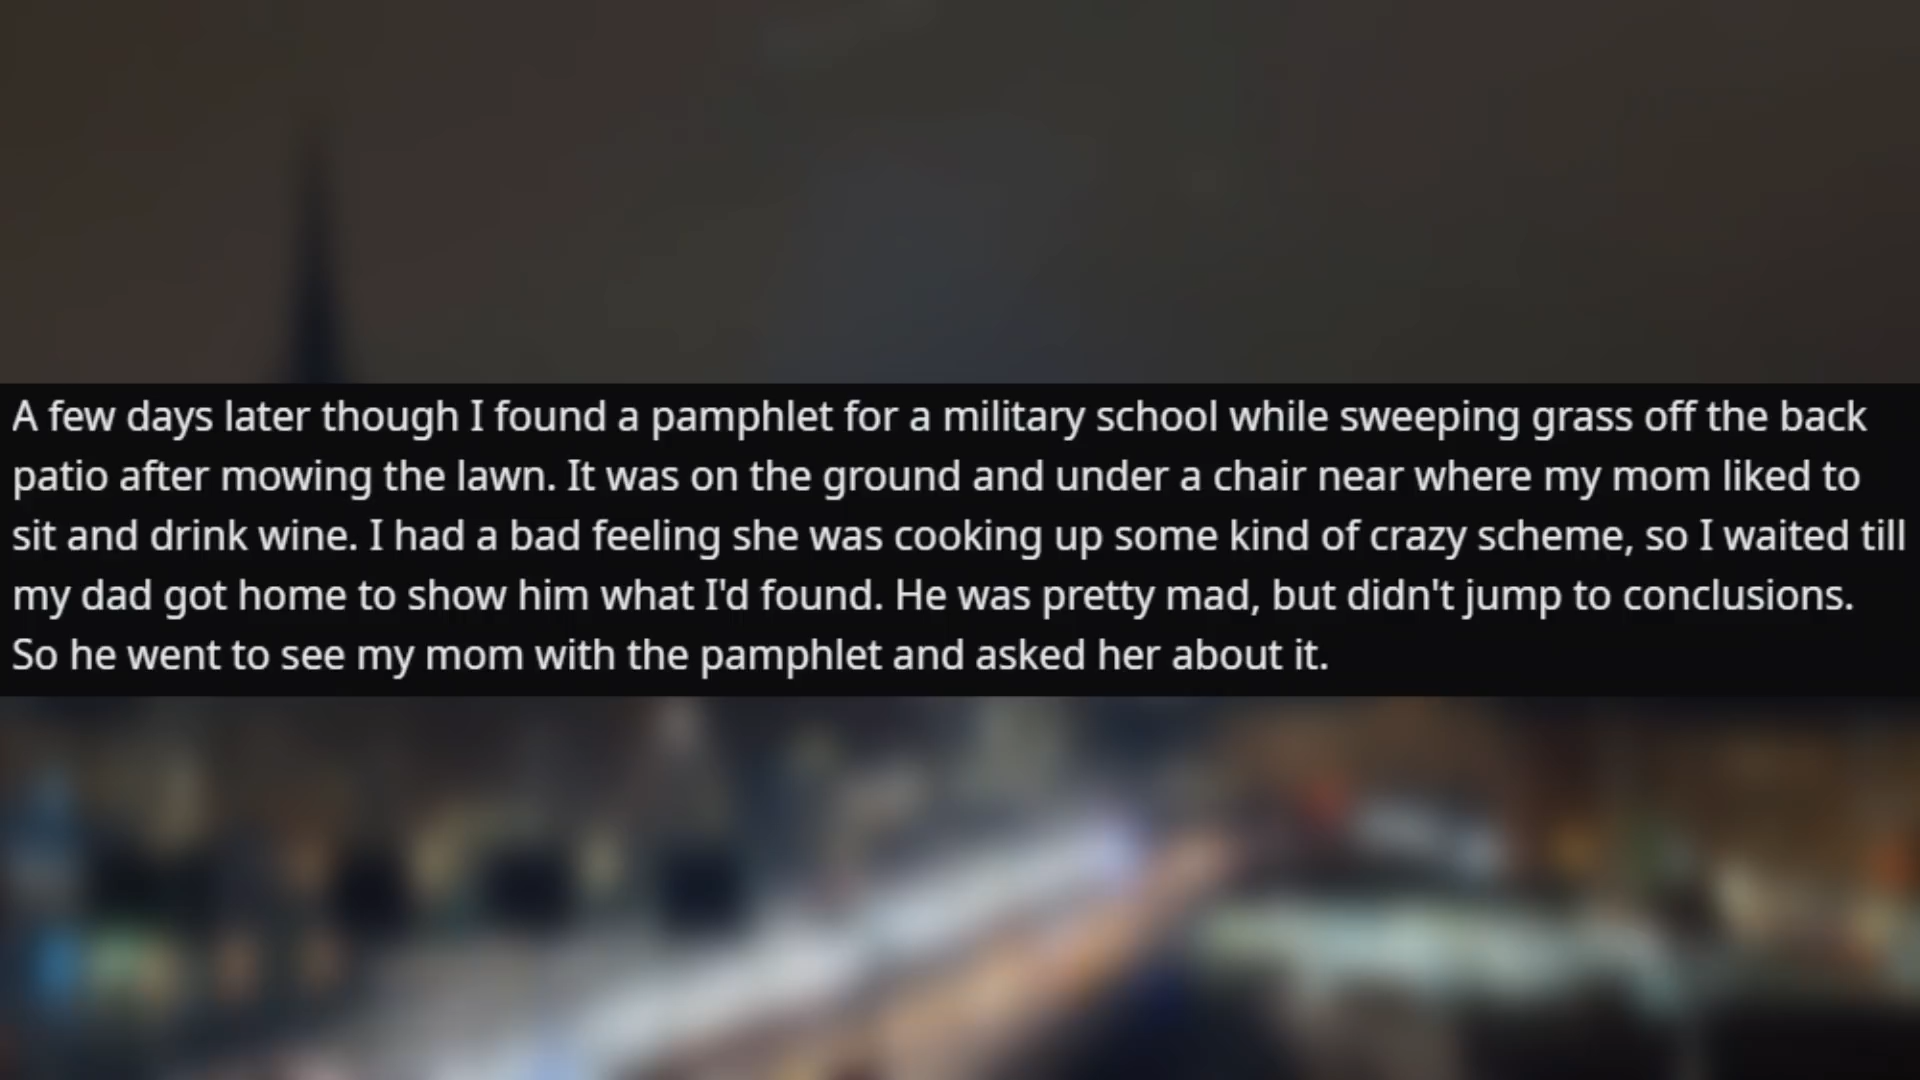 A few days later though I found a pamphlet for a military school while sweeping grass off the back
patio after mowing the lawn. It was on the ground and under a chair near where my mom liked to
sit and drink wine. I had a bad feeling she was cooking up some kind of crazy scheme, so I waited till
my dad got home to show him what I'd found. He was pretty mad, but didn't jump to conclusions.
So he went to see my mom with the pamphlet and asked her about it.